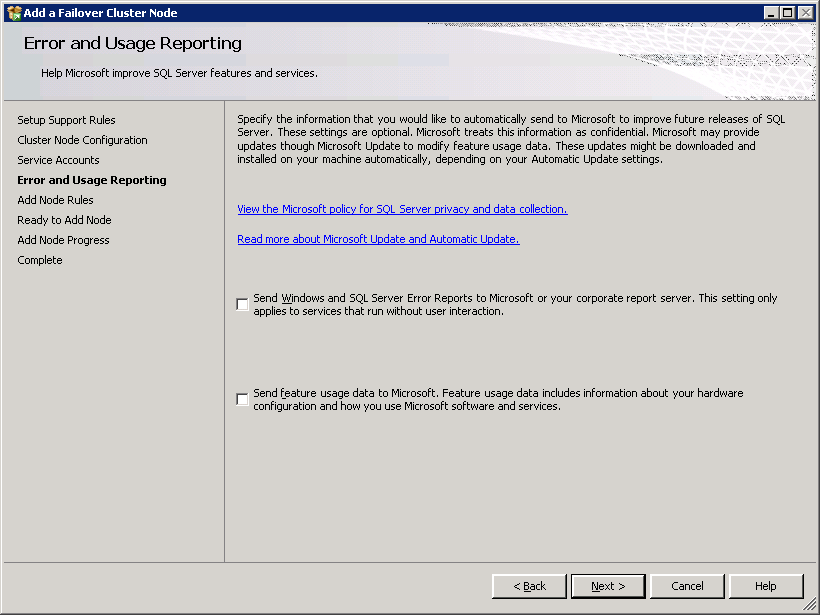 Add a Failover Cluster Node
Error and Usage Reporting
Help Microsoft improve SQL Server features and services.
Setup Support Rules
Cluster Node Configuration
Service Accounts
Error and Usage Reporting
Add Node Rules
Ready to Add Node
Add Node Progress
Complete
Specify the information that you would like to automatically send to Microsoft to improve future releases of SQL
Server. These settings are optional. Microsoft treats this information as confidential. Microsoft may provide
updates though Microsoft Update to modify feature usage data. These updates might be downloaded and
installed on your machine automatically, depending on your Automatic Update settings.
View the Microsoft policy for SQL Server privacy and data collection.
Read more about Microsoft Update and Automatic Update.
Send Windows and SQL Server Error Reports to Microsoft or your corporate report server. This setting only
applies to services that run without user interaction.
Send feature usage data to Microsoft. Feature usage data includes information about your hardware
configuration and how you use Microsoft software and services.
< Back
Next >
Cancel
Help